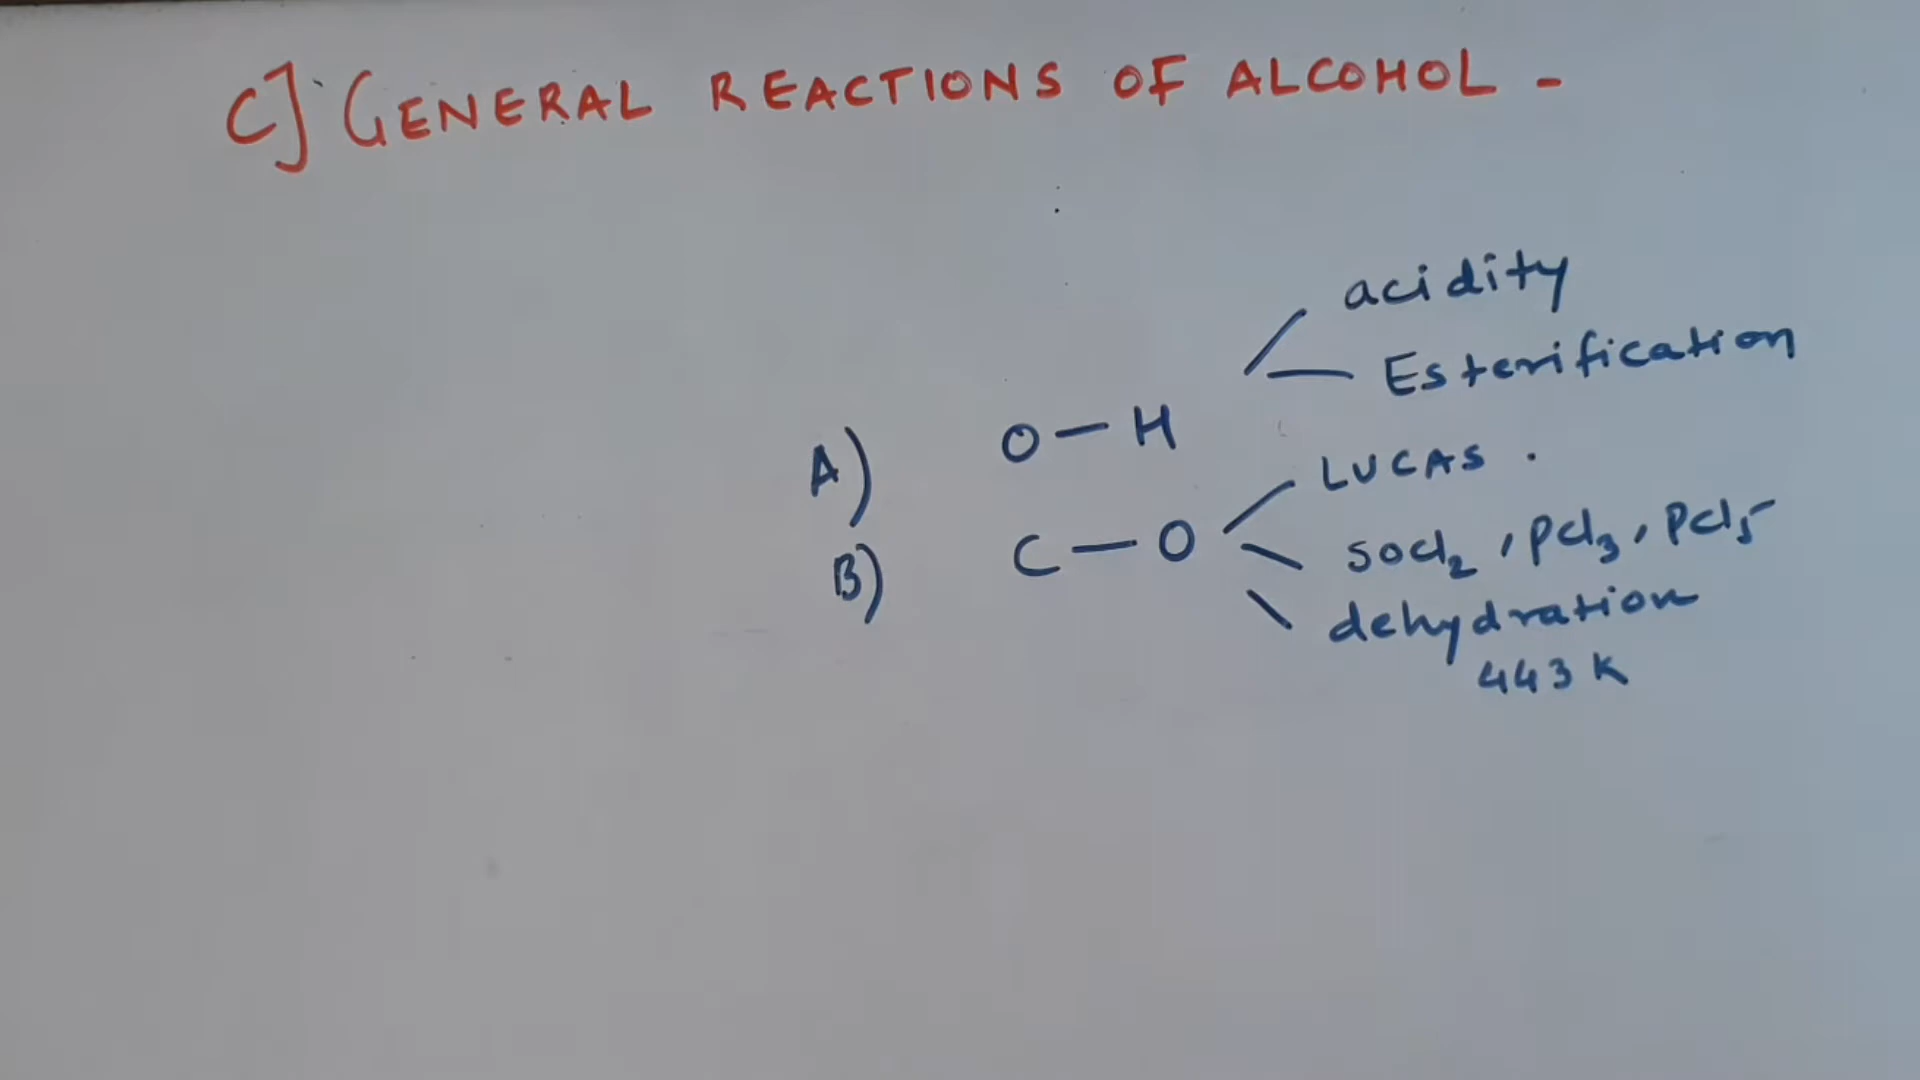 C] GENERAL REACTIONS OF ALCOHOL -
acidity
Esterification
A) O - H
LUCAS .
B) C - O
SOCl2, PCl3, PCl5
dehydration
443 K